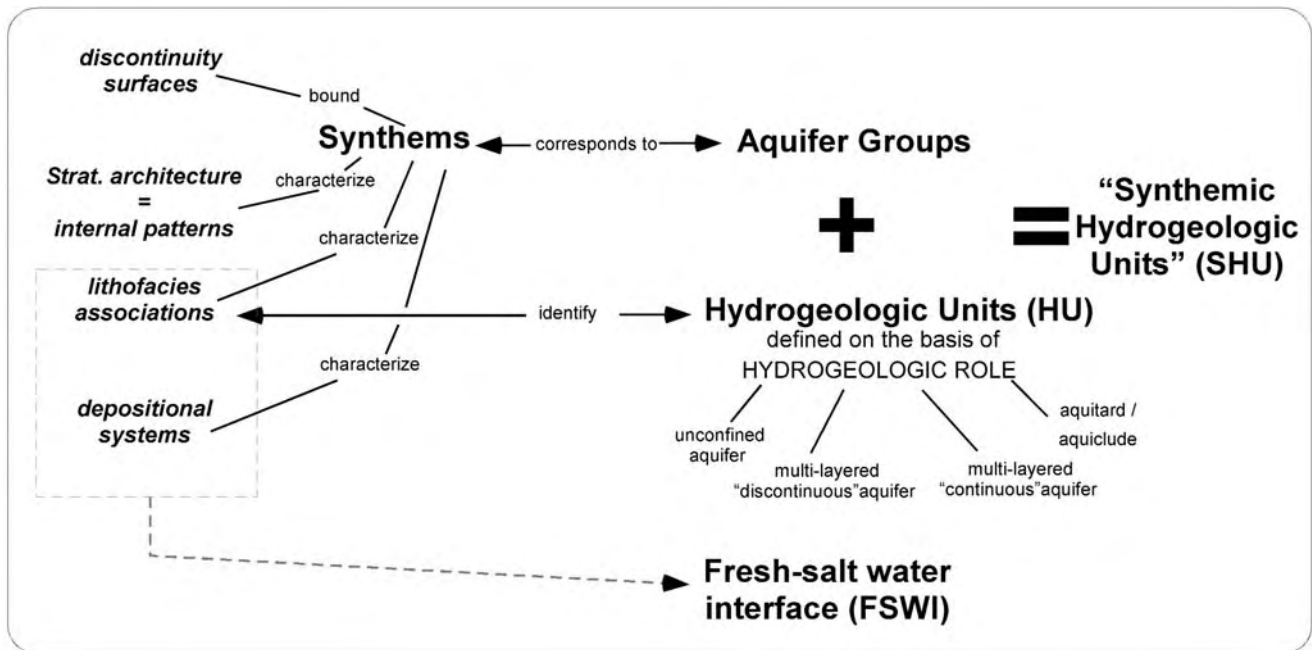 discontinuity
surfaces
bound
Synthems
corresponds to
Aquifer Groups
Strat. architecture
=
internal patterns
characterize
characterize
+
=
“Synthemic
Hydrogeologic
Units” (SHU)
lithofacies
associations
identify
Hydrogeologic Units (HU)
defined on the basis of
HYDROGEOLOGIC ROLE
characterize
depositional
systems
unconfined
aquifer
multi-layered
“discontinuous”aquifer
multi-layered
“continuous”aquifer
aquitard /
aquiclude
Fresh-salt water
interface (FSWI)